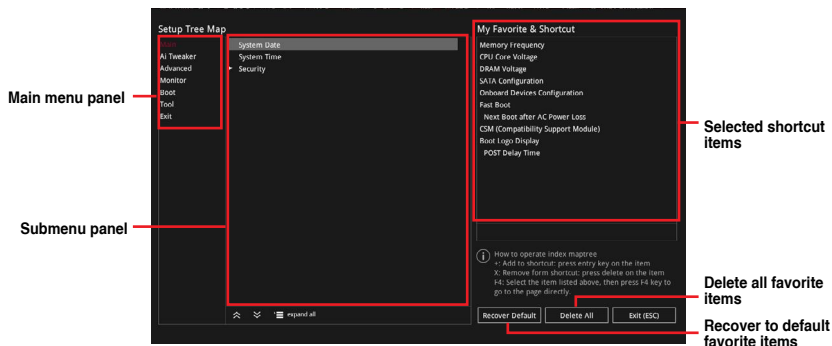 Setup Tree Map
Main
Ai Tweaker
Advanced
Monitor
Boot
Tool
Exit
System Date
System Time
Security
expand all
My Favorite & Shortcut
Memory Frequency
CPU Core Voltage
DRAM Voltage
SATA Configuration
Onboard Devices Configuration
Fast Boot
Next Boot after AC Power Loss
CSM (Compatibility Support Module)
Boot Logo Display
POST Delay Time
How to operate index maptree
+: Add to shortcut: press entry key on the item
X: Remove form shortcut: press delete on the item
F4: Select the item listed above, then press F4 key to
go to the page directly.
Recover Default
Delete All
Exit (ESC)
Main menu panel
Submenu panel
Selected shortcut
items
Delete all favorite
items
Recover to default
favorite items